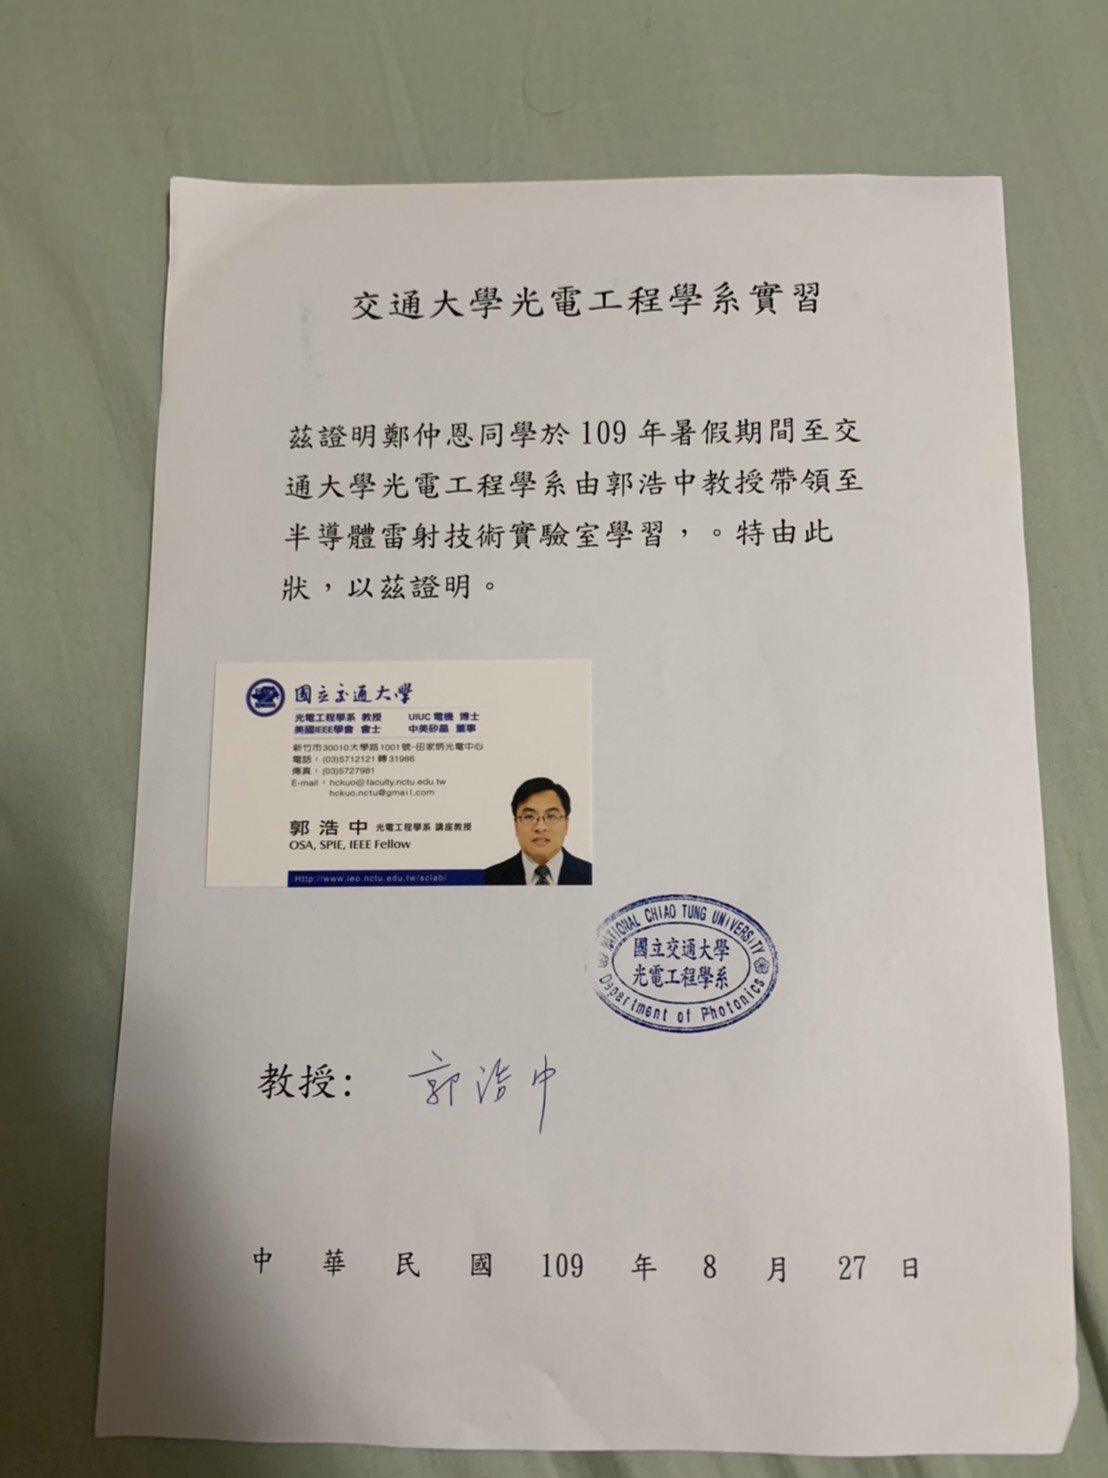 交通大學光電工程學系實習
茲證明鄭仲恩同學於 109 年暑假期間至交
通大學光電工程學系由郭浩中教授帶領至
半導體雷射技術實驗室學習，。特由此
狀，以茲證明。
國立交通大學
光電工程學系 教授 UIUC 電機 博士
美國IEEE學會 會士 中美矽晶 董事
新竹市30010大學路1001號-田家炳光電中心
電話：(03)5712121 轉 31986
傳真：(03)5727981
E-mail：hckuo@faculty.nctu.edu.tw
hckuo.nctu@gmail.com
郭浩中 光電工程學系 講座教授
OSA, SPIE, IEEE Fellow
Http://www.ieo.nctu.edu.tw/sclab/
NATIONAL CHIAO TUNG UNIVERSITY
國立交通大學
光電工程學系
Department of Photonics
教授: 郭浩中
中華民國 109 年 8 月 27 日